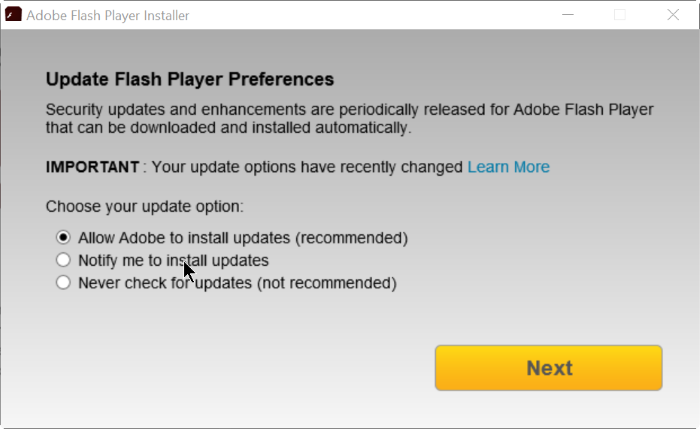 Adobe Flash Player Installer
Update Flash Player Preferences
Security updates and enhancements are periodically released for Adobe Flash Player
that can be downloaded and installed automatically.
IMPORTANT : Your update options have recently changed Learn More
Choose your update option:
Allow Adobe to install updates (recommended)
Notify me to install updates
Never check for updates (not recommended)
Next